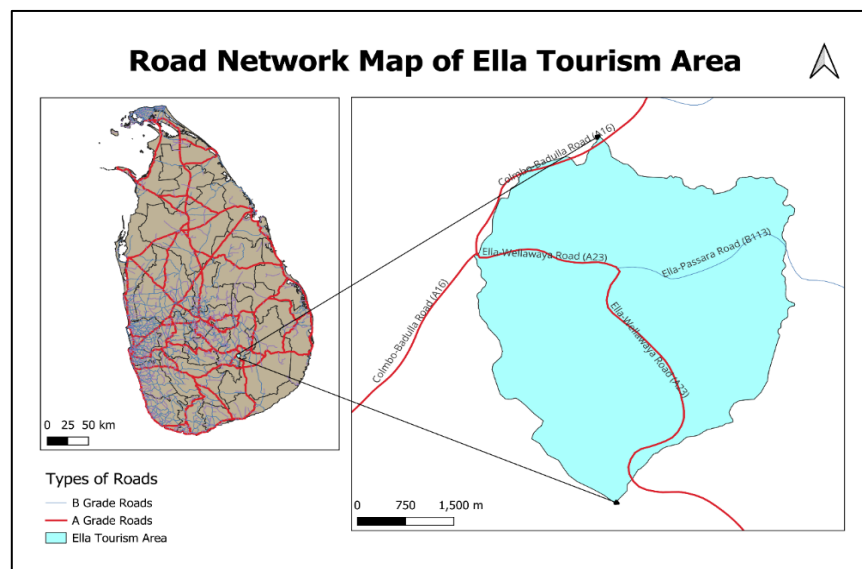 Road Network Map of Ella Tourism Area
Colmbo-Badulla Road (A16)
Ella-Wellawaya Road (A23)
Ella-Passara Road (B113)
Colmbo-Badulla Road (A16)
Ella-Wellawaya Road (A23)
0 25 50 km
0 750 1,500 m
Types of Roads
B Grade Roads
A Grade Roads
Ella Tourism Area